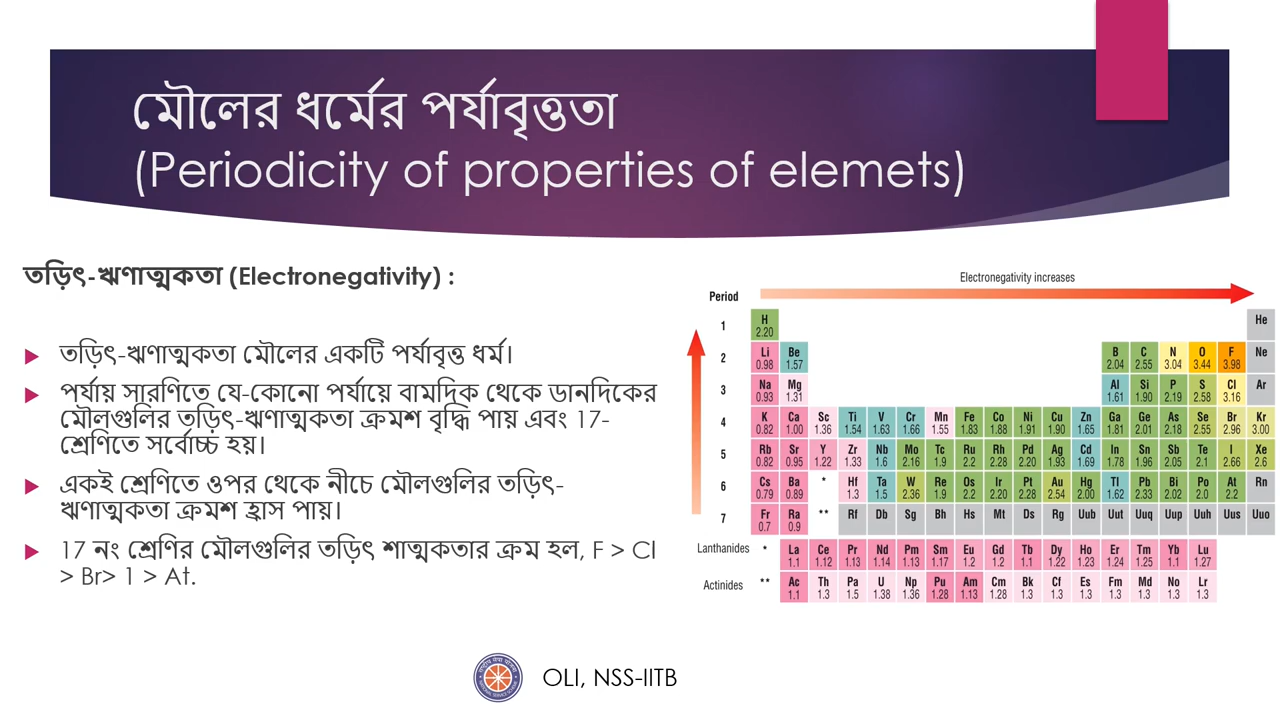 মৌলের ধর্মের পর্যাবৃত্ততা
(Periodicity of properties of elemets)
তড়িৎ-ঋণাত্মকতা (Electronegativity) :
তড়িৎ-ঋণাত্মকতা মৌলের একটি পর্যাবৃত্ত ধর্ম।
পর্যায় সারণিতে যে-কোনো পর্যায়ে বামদিক থেকে ডানদিকের
মৌলগুলির তড়িৎ-ঋণাত্মকতা ক্রমশ বৃদ্ধি পায় এবং 17-
শ্রেণিতে সর্বোচ্চ হয়।
একই শ্রেণিতে ওপর থেকে নীচে মৌলগুলির তড়িৎ-
ঋণাত্মকতা ক্রমশ হ্রাস পায়।
17 নং শ্রেণির মৌলগুলির তড়িৎ শাত্মকতার ক্রম হল, F > Cl
> Br> 1 > At.
Electronegativity increases
Period
1 H He
2.20
2 Li Be B C N O F Ne
0.98 1.57 2.04 2.55 3.04 3.44 3.98
3 Na Mg Al Si P S Cl Ar
0.93 1.31 1.61 1.90 2.19 2.58 3.16
4 K Ca Sc Ti V Cr Mn Fe Co Ni Cu Zn Ga Ge As Se Br Kr
0.82 1.00 1.36 1.54 1.63 1.66 1.55 1.83 1.88 1.91 1.90 1.65 1.81 2.01 2.18 2.55 2.96 3.00
5 Rb Sr Y Zr Nb Mo Tc Ru Rh Pd Ag Cd In Sn Sb Te I Xe
0.82 0.95 1.22 1.33 1.6 2.16 1.9 2.2 2.28 2.20 1.93 1.69 1.78 1.96 2.05 2.1 2.66 2.6
6 Cs Ba * Hf Ta W Re Os Ir Pt Au Hg Tl Pb Bi Po At Rn
0.79 0.89 1.3 1.5 2.36 1.9 2.2 2.20 2.28 2.54 2.00 1.62 2.33 2.02 2.0 2.2
7 Fr Ra ** Rf Db Sg Bh Hs Mt Ds Rg Uub Uut Uuq Uup Uuh Uus Uuo
0.7 0.9
Lanthanides * La Ce Pr Nd Pm Sm Eu Gd Tb Dy Ho Er Tm Yb Lu
1.1 1.12 1.13 1.14 1.13 1.17 1.2 1.2 1.1 1.22 1.23 1.24 1.25 1.1 1.27
Actinides ** Ac Th Pa U Np Pu Am Cm Bk Cf Es Fm Md No Lr
1.1 1.3 1.5 1.38 1.36 1.28 1.13 1.28 1.3 1.3 1.3 1.3 1.3 1.3 1.3
OLI, NSS-IITB